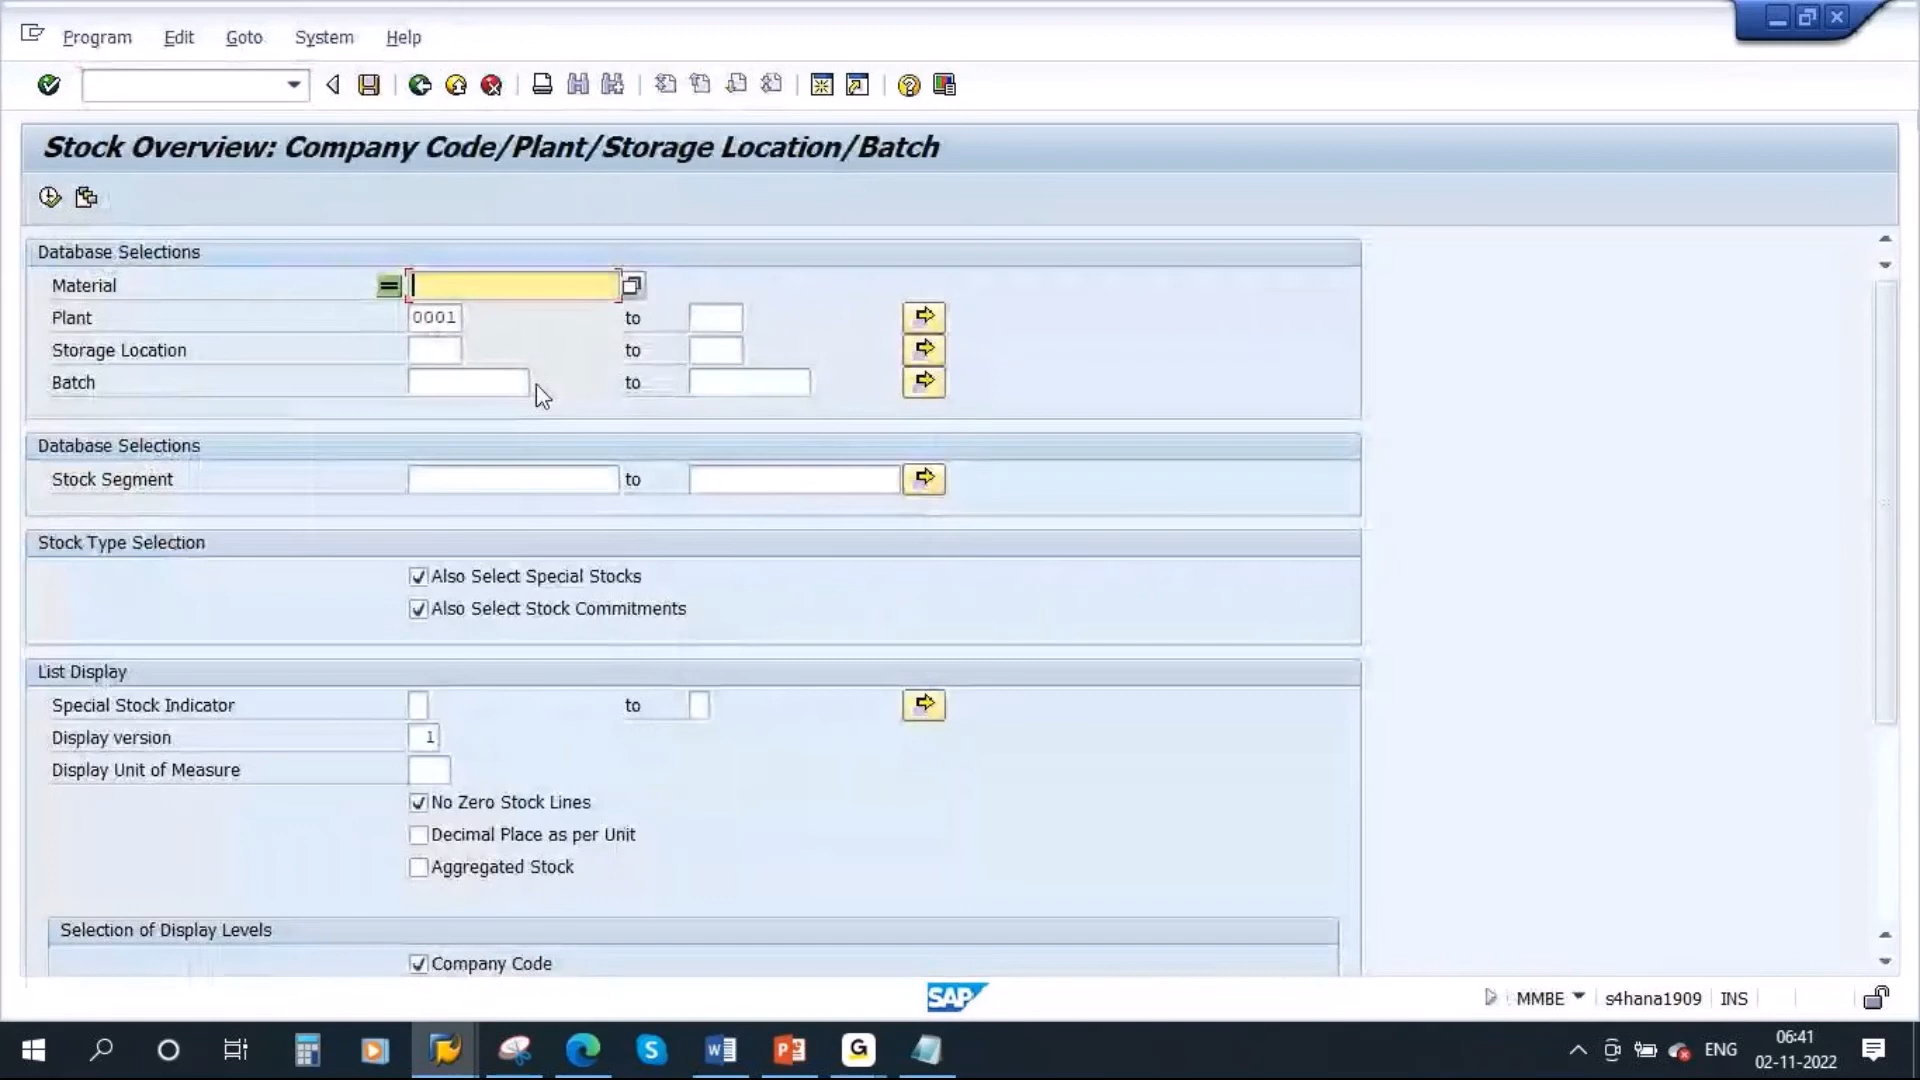 Program Edit Goto System Help
Stock Overview: Company Code/Plant/Storage Location/Batch
Database Selections
Material
Plant 0001 to
Storage Location to
Batch to
Database Selections
Stock Segment to
Stock Type Selection
Also Select Special Stocks
Also Select Stock Commitments
List Display
Special Stock Indicator to
Display version 1
Display Unit of Measure
No Zero Stock Lines
Decimal Place as per Unit
Aggregated Stock
Selection of Display Levels
Company Code
SAP MMBE s4hana1909 INS
ENG 06:41
02-11-2022